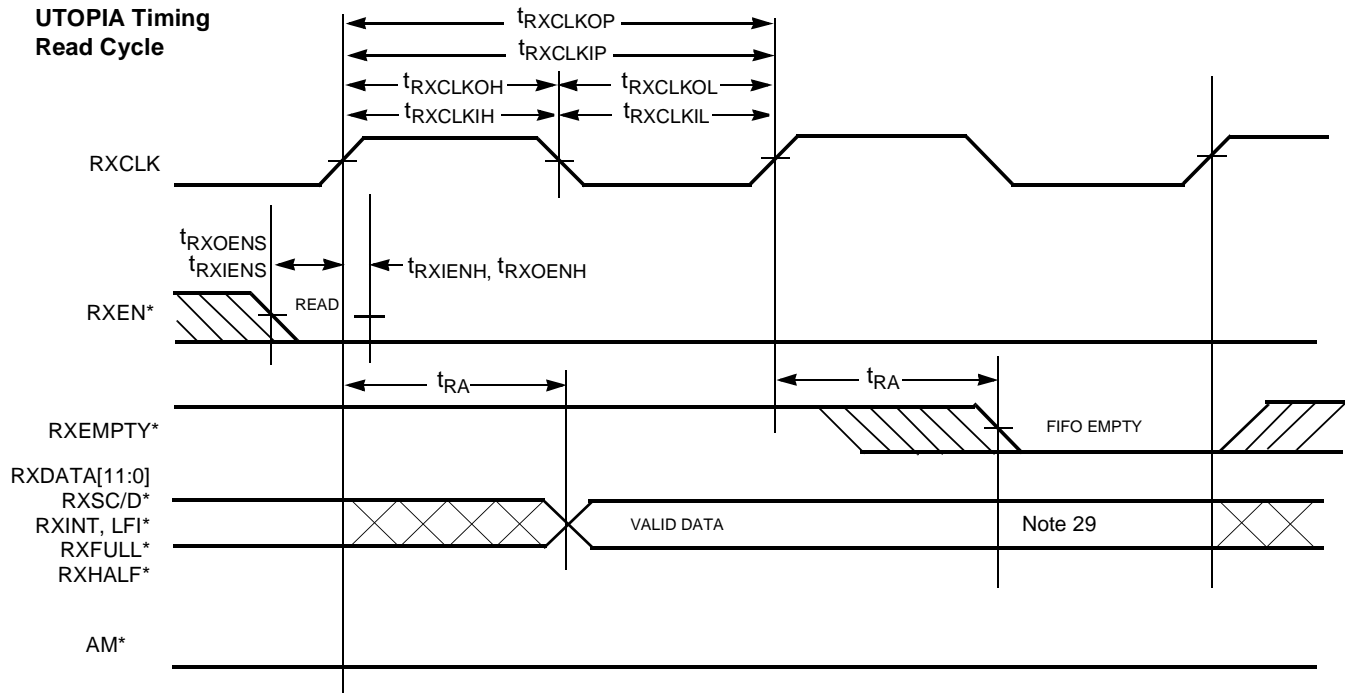 UTOPIA Timing
Read Cycle
tRXCLKOP
tRXCLKIP
tRXCLKOH
tRXCLKOL
tRXCLKIH
tRXCLKIL
RXCLK
tRXOENS
tRXIENS
tRXIENH, tRXOENH
RXEN*
READ
tRA
tRA
RXEMPTY*
FIFO EMPTY
RXDATA[11:0]
RXSC/D*
RXINT, LFI*
RXFULL*
RXHALF*
VALID DATA
Note 29
AM*